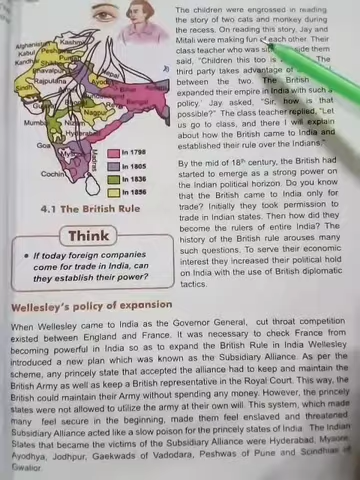 The children were engrossed in reading
the story of two cats and monkey during
the recess. On reading this story, Jay and
Mitali were making fun of each other. Their
class teacher who was side them
said, "Children this too is The
third party takes advantage of
between the two. The British
expanded their empire in India with such a
policy.' Jay asked, "Sir, how is that
possible?" The class teacher replied, "Let
us go to class, and there I will explain
about how the British came to India and
established their rule over the Indians."
By the mid of 18th century, the British had
started to emerge as a strong power on
the Indian political horizon. Do you know
that the British came to India only for
trade? Initially they took permission to
trade in Indian states. Then how did they
become the rulers of entire India? The
history of the British rule arouses many
such questions. To serve their economic
interest they increased their political hold
on India with the use of British diplomatic
tactics.
Afghanistan
Kashmir
Kabul
Peshawar
Kandhar
Punjab
Bhavalpur
Sindh
Ayodhya
Mumbai
Nizam
Hyderabad
Goa
Mysore
Madras
Cochin
In 1798
In 1805
In 1836
In 1856
4.1 The British Rule
Think
• If today foreign companies
come for trade in India, can
they establish their power?
Wellesley's policy of expansion
When Wellesley came to India as the Governor General, cut throat competition
existed between England and France. It was necessary to check France from
becoming powerful in India so as to expand the British Rule in India Wellesley
introduced a new plan which was known as the Subsidiary Alliance. As per the
scheme, any princely state that accepted the alliance had to keep and maintain the
British Army as well as keep a British representative in the Royal Court. This way, the
British could maintain their Army without spending any money. However, the princely
states were not allowed to utilize the army at their own will. This system, which made
many feel secure in the beginning, made them feel enslaved and threatened
Subsidiary Alliance acted like a slow poison for the princely states of India The Indian
States that became the victims of the Subsidiary Alliance were Hyderabad, Mysore,
Ayodhya, Jodhpur, Gaekwads of Vadodara, Peshwas of Pune and Scindhias of
Gwalior.